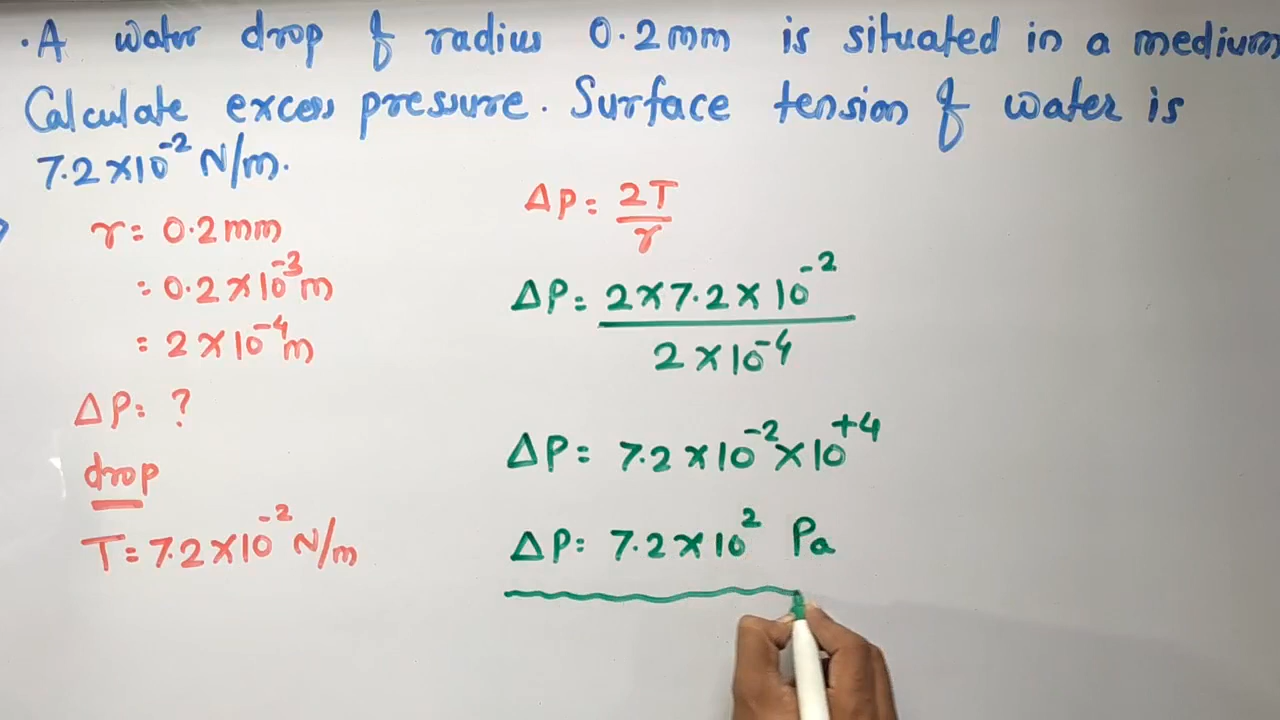 ·A water drop of radius 0.2mm is situated in a medium
Calculate excess pressure. Surface tension of water is
7.2×10⁻² N/m.
r = 0.2mm
= 0.2×10⁻³m
= 2×10⁻⁴m
ΔP = ?
drop
T = 7.2×10⁻² N/m
ΔP = 2T/r
ΔP = 2×7.2×10⁻² / 2×10⁻⁴
ΔP = 7.2×10⁻²×10⁺⁴
ΔP = 7.2×10² Pa